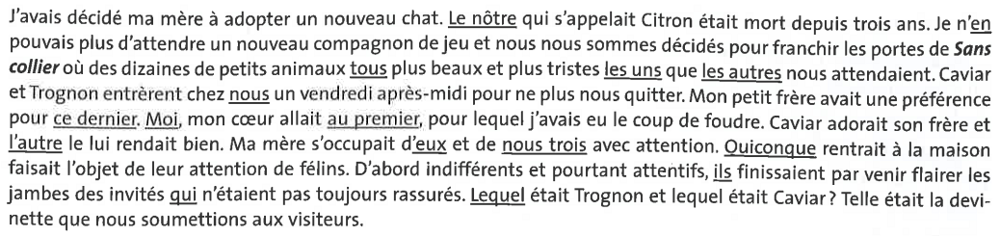 J'avais décidé ma mère à adopter un nouveau chat. Le nôtre qui s'appelait Citron était mort depuis trois ans. Je n'en
pouvais plus d'attendre un nouveau compagnon de jeu et nous nous sommes décidés pour franchir les portes de Sans
collier où des dizaines de petits animaux tous plus beaux et plus tristes les uns que les autres nous attendaient. Caviar
et Trognon entrèrent chez nous un vendredi après-midi pour ne plus nous quitter. Mon petit frère avait une préférence
pour ce dernier. Moi, mon cœur allait au premier, pour lequel j'avais eu le coup de foudre. Caviar adorait son frère et
l'autre le lui rendait bien. Ma mère s'occupait d'eux et de nous trois avec attention. Quiconque rentrait à la maison
faisait l'objet de leur attention de félins. D'abord indifférents et pourtant attentifs, ils finissaient par venir flairer les
jambes des invités qui n'étaient pas toujours rassurés. Lequel était Trognon et lequel était Caviar ? Telle était la devi-
nette que nous soumettions aux visiteurs.